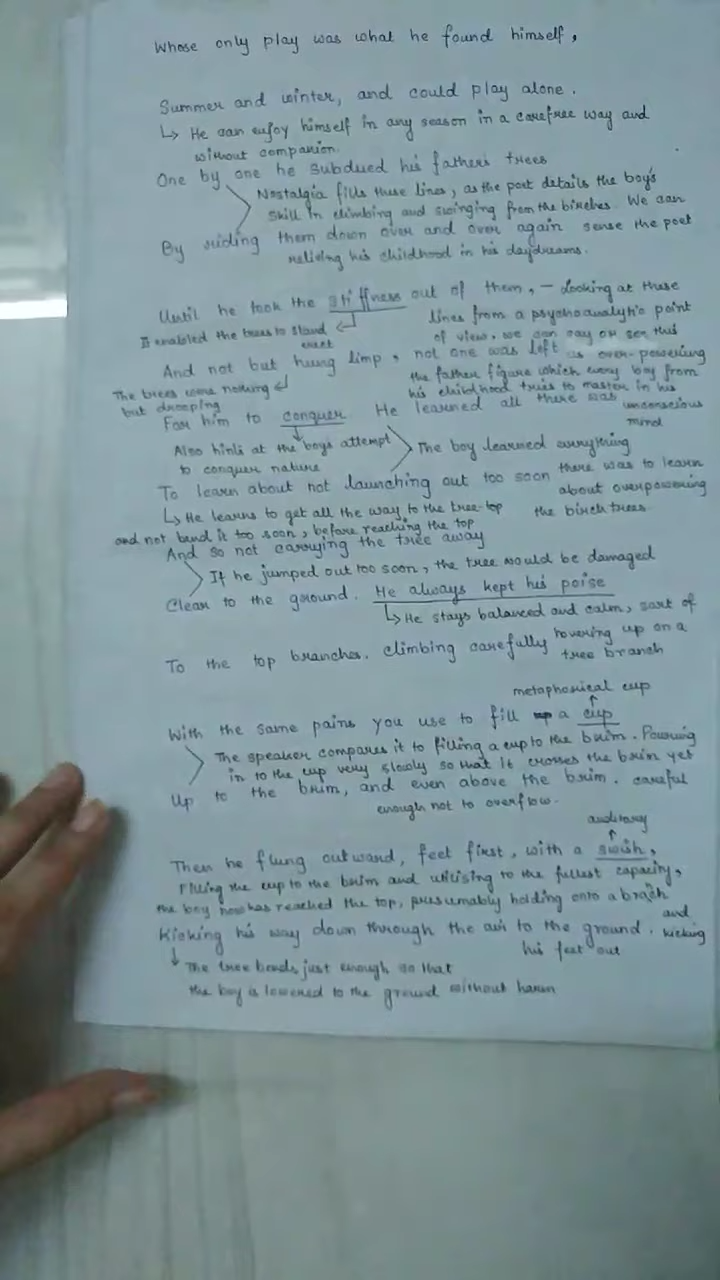 Whose only play was what he found himself,
Summer and winter, and could play alone.
↳ He can enjoy himself in any season in a carefree way and
without companion.
One by one he subdued his father's trees
Nostalgia fills these lines, as the poet details the boy's
skill in climbing and swinging from the birches. We can
By riding them down over and over again sense the poet
reliving his childhood in his daydreams.
Until he took the stiffness out of them, - Looking at these
It enabled the trees to stand erect
lines from a psychoanalytic point
of view, we can say or see this
And not but hung limp, not one was left as over-powering
The trees were nothing but drooping
the father figure which every boy from
his childhood tries to master in his
unconscious mind
For him to conquer He learned all there was
Also hints at the boys attempt
to conquer nature
The boy learned everything
there was to learn
about overpowering
the birch trees.
To learn about not launching out too soon
↳ He learns to get all the way to the tree-top
and not bend it too soon, before reaching the top
And so not carrying the tree away
If he jumped out too soon, the tree would be damaged
Clear to the ground. He always kept his poise
↳ He stays balanced and calm, sort of
hovering up on a
tree branch
To the top branches. climbing carefully
metaphorical cup
With the same pains you use to fill a cup
The speaker compares it to filling a cup to the brim. Pouring
in to the cup very slowly so that it crosses the brim yet
Up to the brim, and even above the brim. careful
enough not to overflow.
auditory
Then he flung outward, feet first, with a swish,
Filling the cup to the brim and utilising to the fullest capacity,
the boy now has reached the top, presumably holding onto a brach
and kicking
his feet out
Kicking his way down through the air to the ground.
↓ The tree bends just enough so that
the boy is lowered to the ground without harm